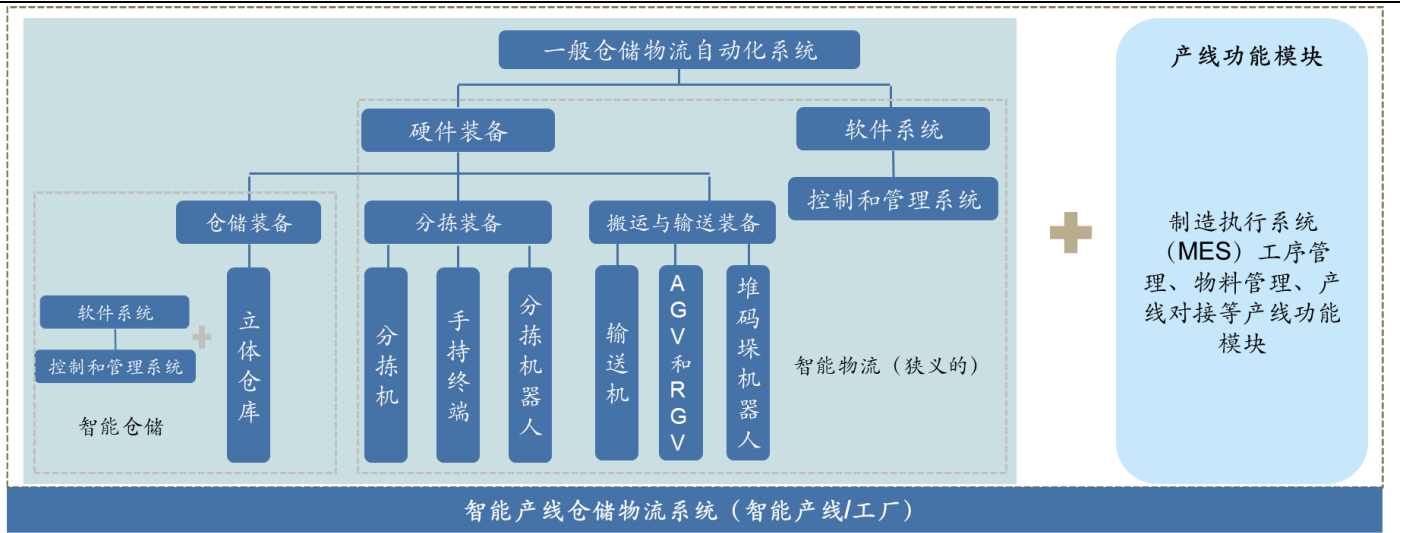 一般仓储物流自动化系统
产线功能模块
硬件装备
软件系统
控制和管理系统
仓储装备
分拣装备
搬运与输送装备
软件系统
控制和管理系统
立体仓库
智能仓储
分拣机
手持终端
分拣机器人
输送机
AGV和RGV
堆码垛机器人
智能物流（狭义的）
制造执行系统
（MES）工序管
理、物料管理、产
线对接等产线功能
模块
智能产线仓储物流系统（智能产线/工厂）